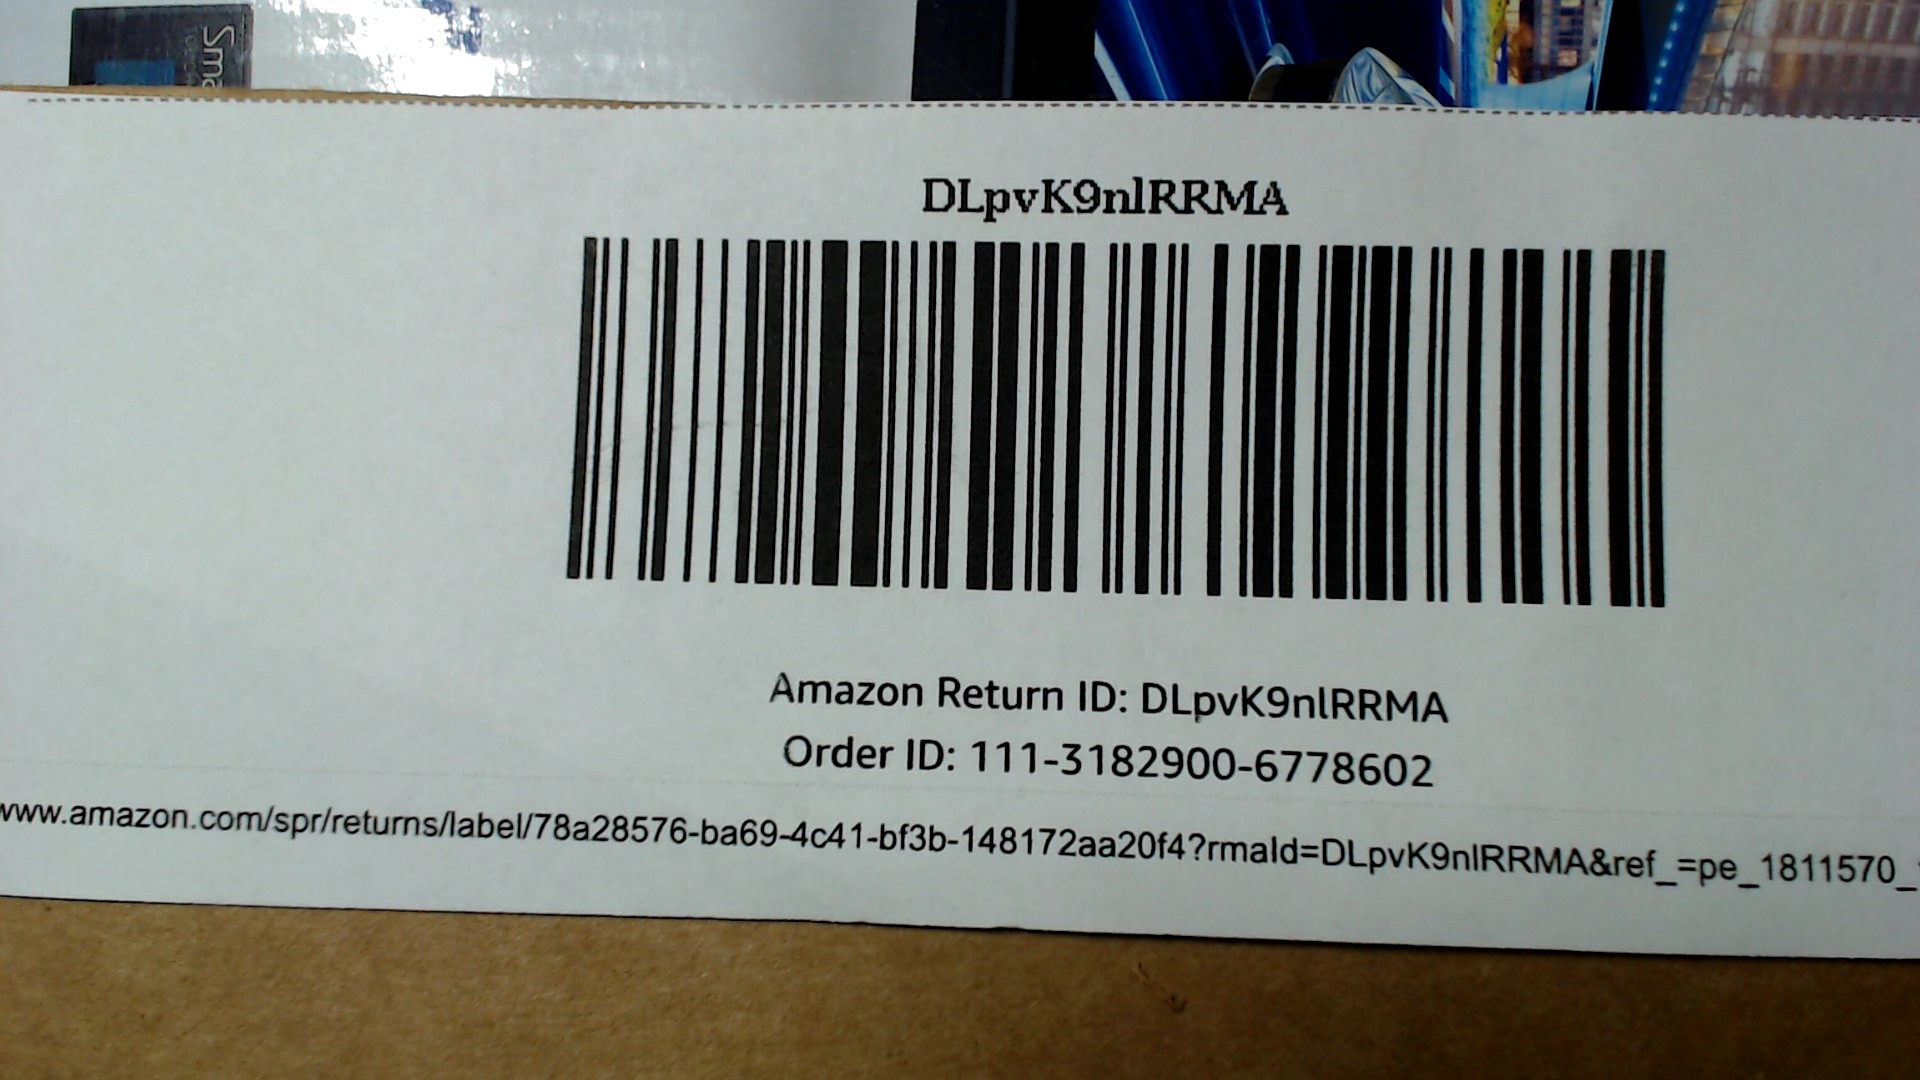 DLpvK9nlRRMA
Amazon Return ID: DLpvK9nlRRMA
Order ID: 111-3182900-6778602
www.amazon.com/spr/returns/label/78a28576-ba69-4c41-bf3b-148172aa20f4?rmaId=DLpvK9nlRRMA&ref_=pe_1811570_